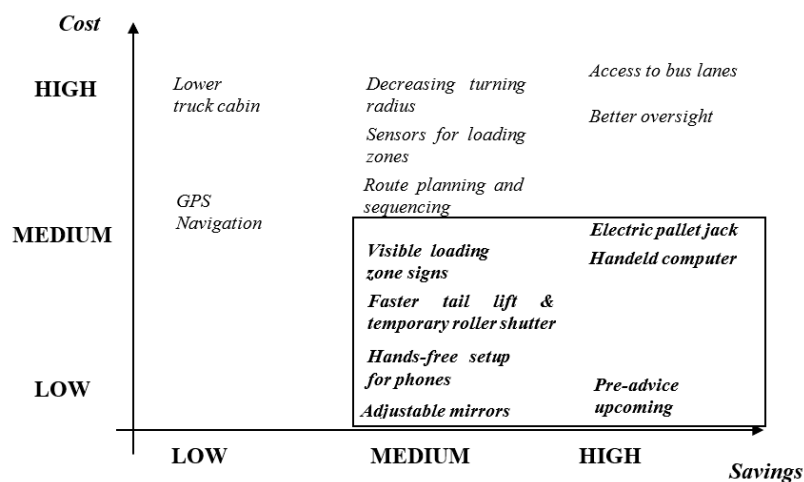 Cost
HIGH
Lower
truck cabin
Decreasing turning
radius
Access to bus lanes
Sensors for loading
zones
Better oversight
GPS
Navigation
Route planning and
sequencing
MEDIUM
Electric pallet jack
Visible loading
zone signs
Handeld computer
Faster tail lift &
temporary roller shutter
LOW
Hands-free setup
for phones
Pre-advice
upcoming
Adjustable mirrors
LOW
MEDIUM
HIGH
Savings